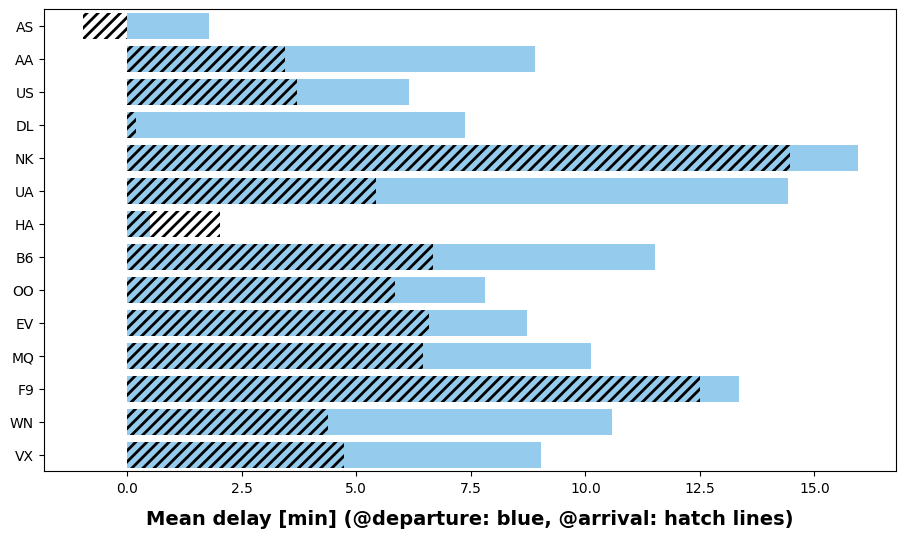 AS
AA
US
DL
NK
UA
HA
B6
OO
EV
MQ
F9
WN
VX
0.0 2.5 5.0 7.5 10.0 12.5 15.0
Mean delay [min] (@departure: blue, @arrival: hatch lines)